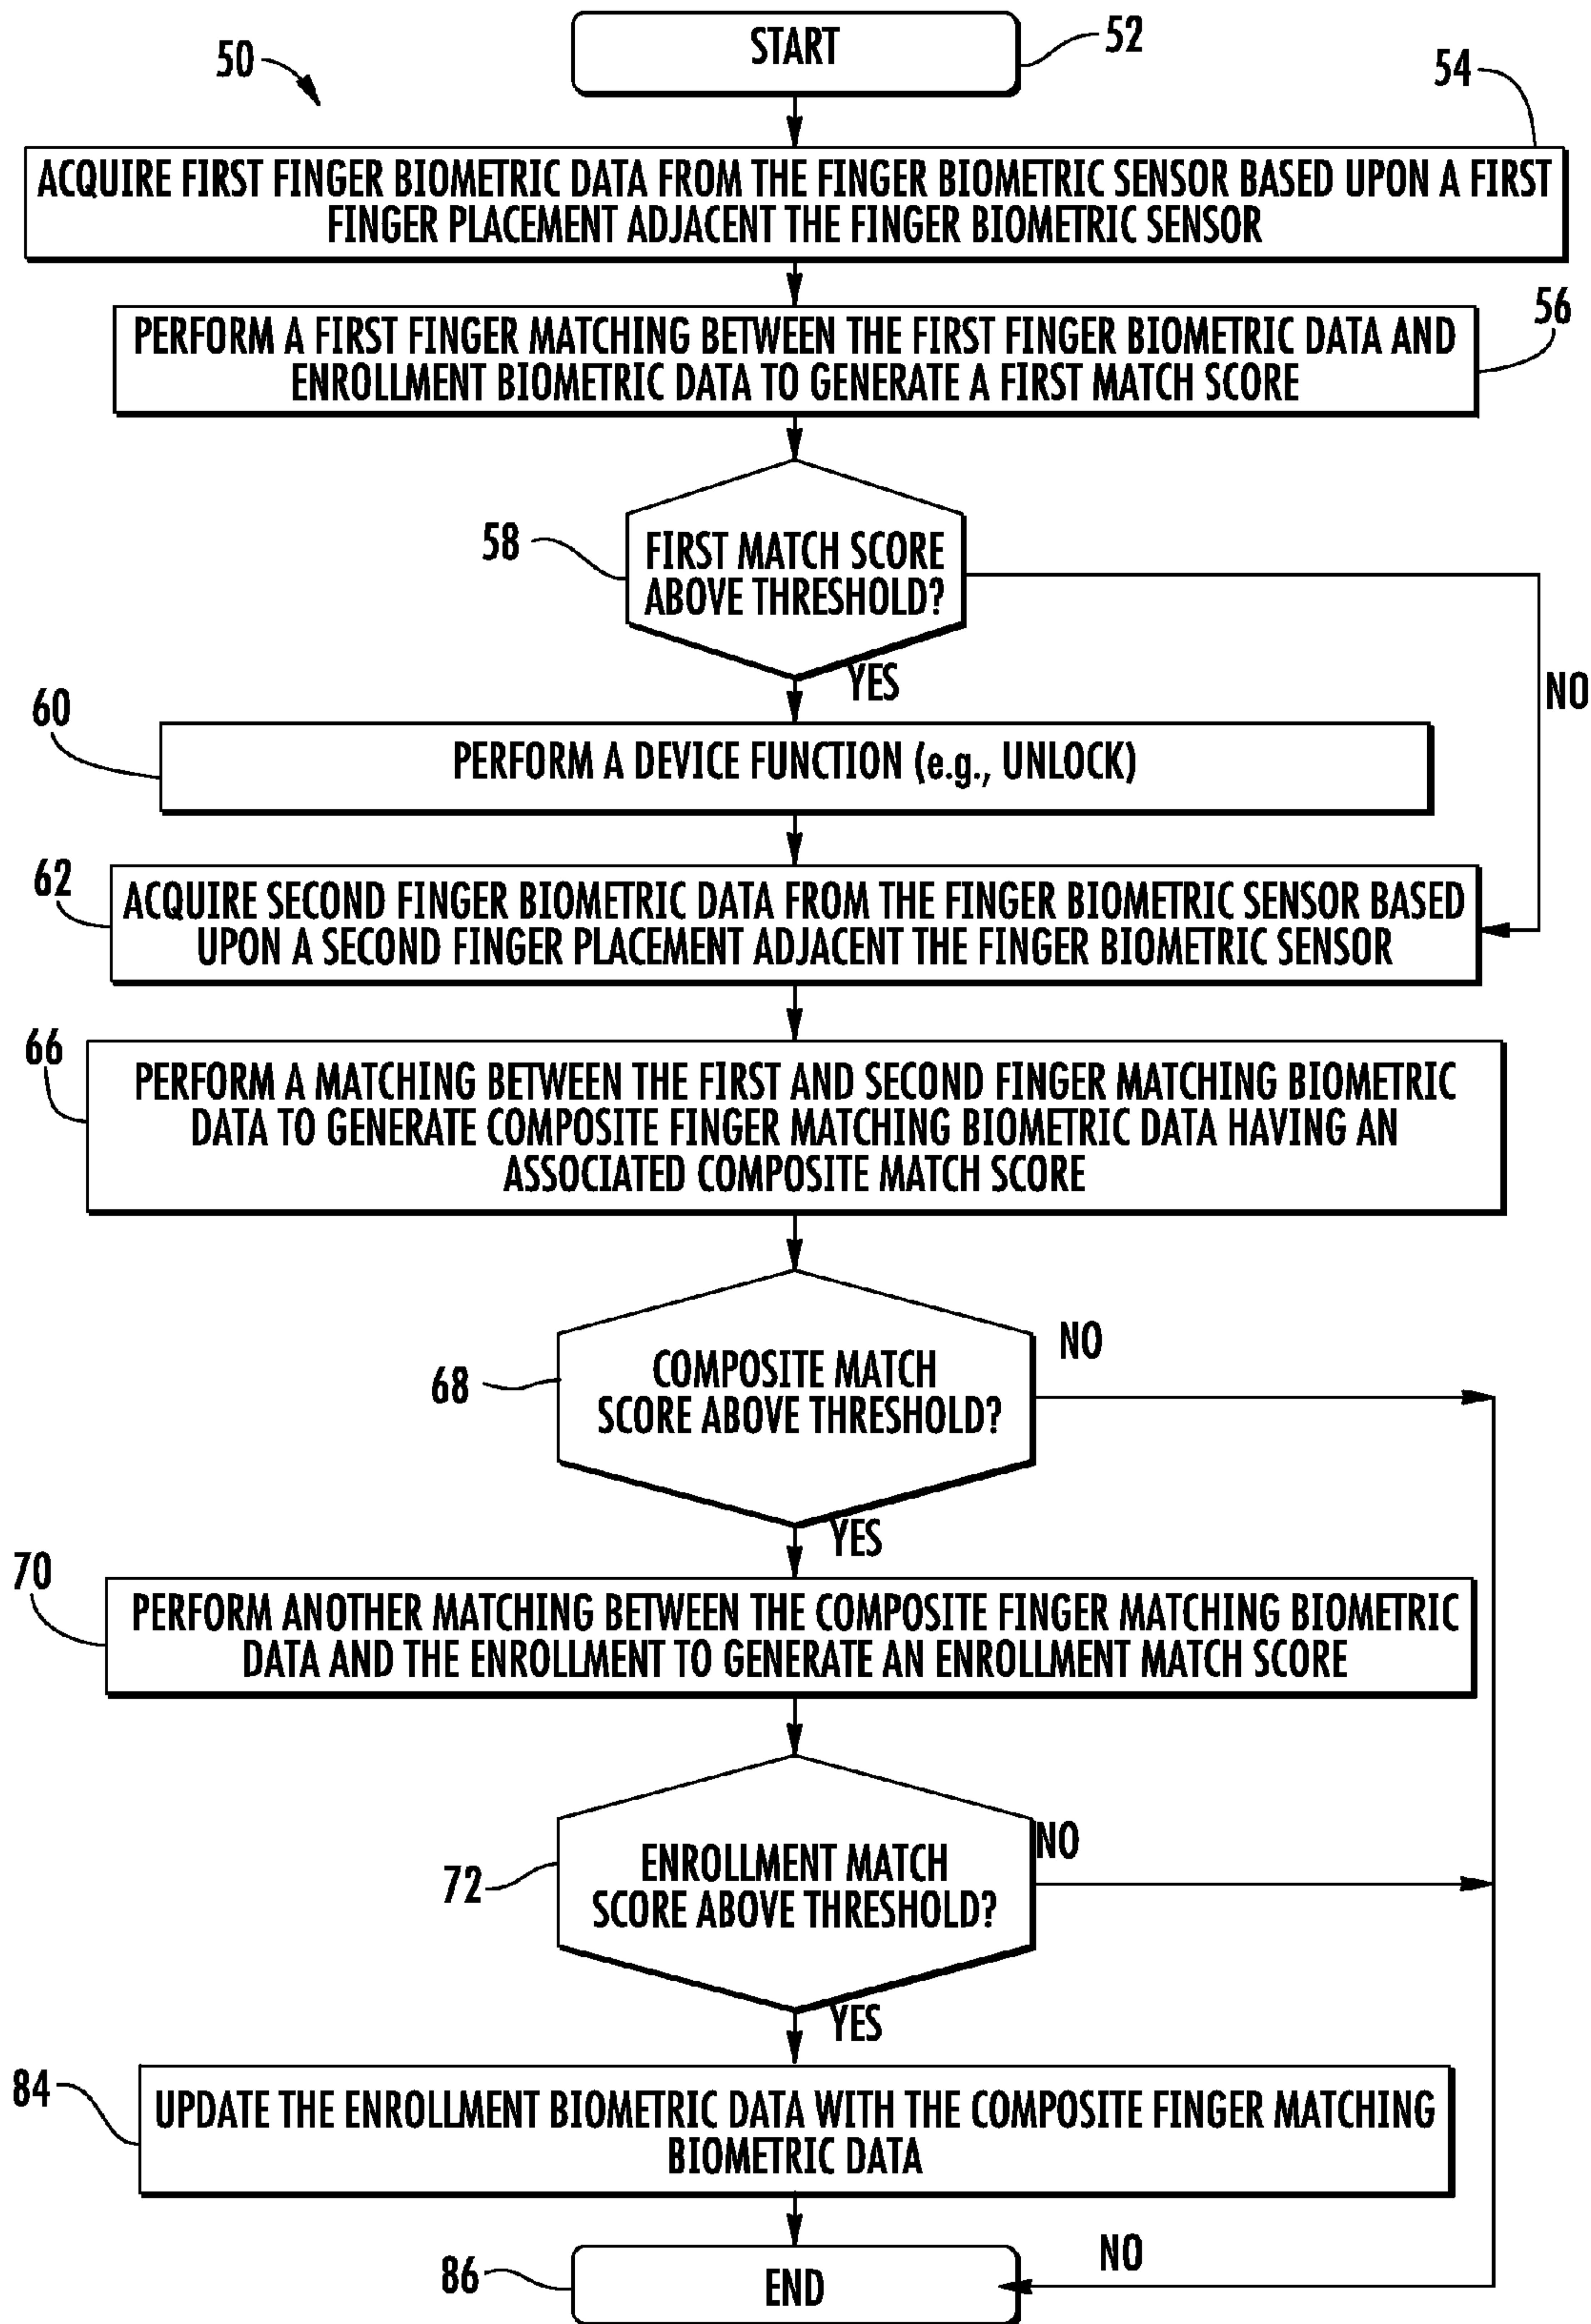 START
52
50
54
ACQUIRE FIRST FINGER BIOMETRIC DATA FROM THE FINGER BIOMETRIC SENSOR BASED UPON A FIRST
FINGER PLACEMENT ADJACENT THE FINGER BIOMETRIC SENSOR
56
PERFORM A FIRST FINGER MATCHING BETWEEN THE FIRST FINGER BIOMETRIC DATA AND
ENROLLMENT BIOMETRIC DATA TO GENERATE A FIRST MATCH SCORE
58
FIRST MATCH SCORE
ABOVE THRESHOLD?
YES
NO
60
PERFORM A DEVICE FUNCTION (e.g., UNLOCK)
62
ACQUIRE SECOND FINGER BIOMETRIC DATA FROM THE FINGER BIOMETRIC SENSOR BASED
UPON A SECOND FINGER PLACEMENT ADJACENT THE FINGER BIOMETRIC SENSOR
66
PERFORM A MATCHING BETWEEN THE FIRST AND SECOND FINGER MATCHING BIOMETRIC
DATA TO GENERATE COMPOSITE FINGER MATCHING BIOMETRIC DATA HAVING AN
ASSOCIATED COMPOSITE MATCH SCORE
68
COMPOSITE MATCH
SCORE ABOVE THRESHOLD?
NO
YES
70
PERFORM ANOTHER MATCHING BETWEEN THE COMPOSITE FINGER MATCHING BIOMETRIC
DATA AND THE ENROLLMENT TO GENERATE AN ENROLLMENT MATCH SCORE
72
ENROLLMENT MATCH
SCORE ABOVE THRESHOLD?
NO
YES
84
UPDATE THE ENROLLMENT BIOMETRIC DATA WITH THE COMPOSITE FINGER MATCHING
BIOMETRIC DATA
86
END
NO